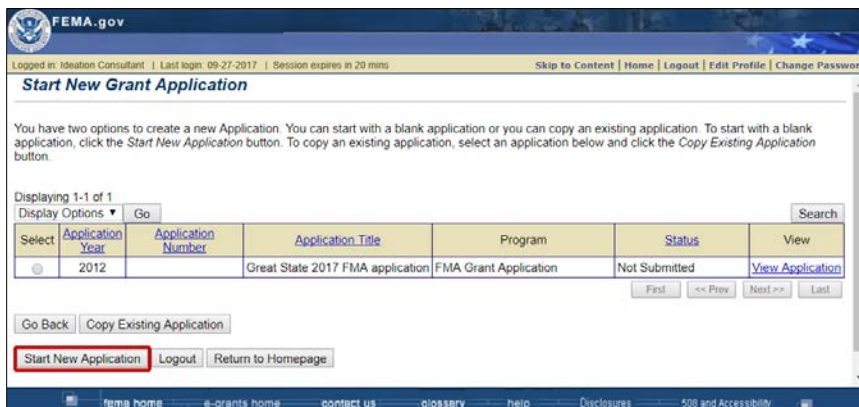 FEMA.gov
Logged in: Ideation Consultant | Last login: 09-27-2017 | Session expires in 20 mins Skip to Content | Home | Logout | Edit Profile | Change Passwor
Start New Grant Application
You have two options to create a new Application. You can start with a blank application or you can copy an existing application. To start with a blank
application, click the Start New Application button. To copy an existing application, select an application below and click the Copy Existing Application
button.
Displaying 1-1 of 1
Display Options Go Search
Select Application Year Application Number Application Title Program Status View
2012 Great State 2017 FMA application FMA Grant Application Not Submitted View Application
First << Prev Next >> Last
Go Back Copy Existing Application
Start New Application Logout Return to Homepage
fema home e-grants home contact us glossary help Disclosures 508 and Accessibility